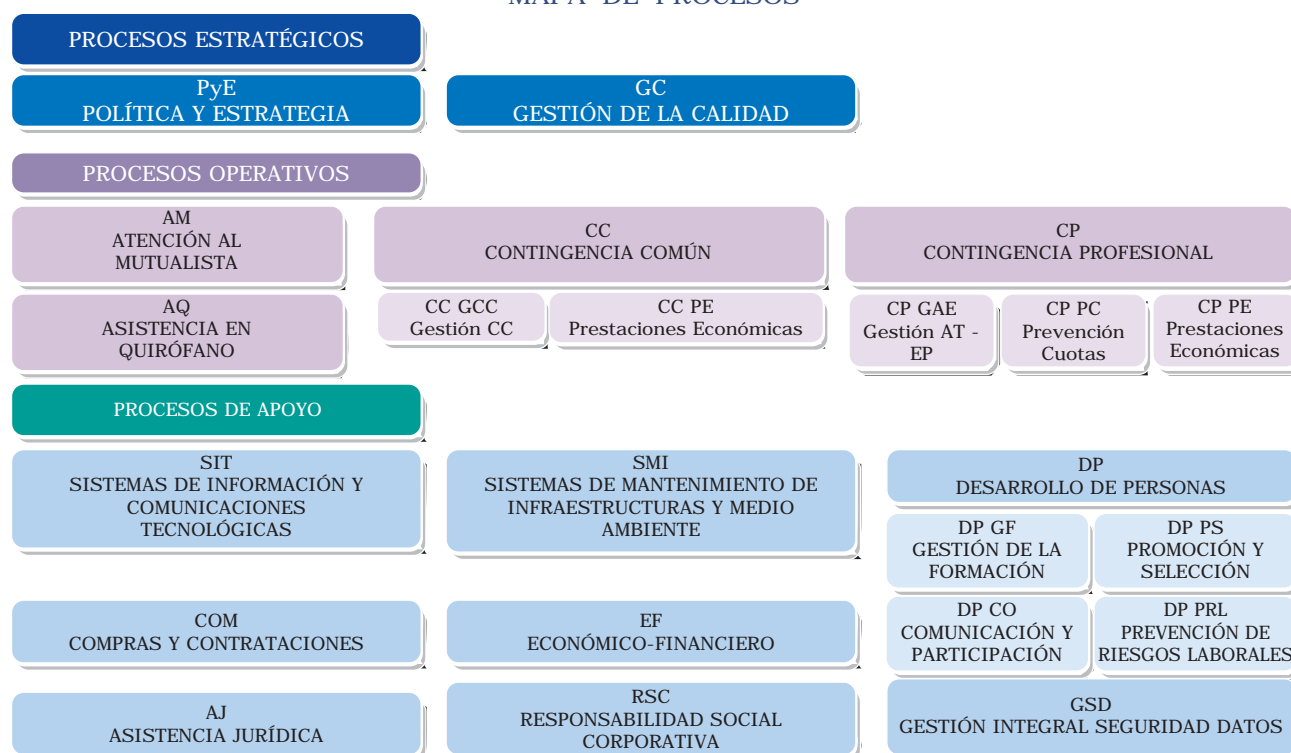 MAPA DE PROCESOS
PROCESOS ESTRATÉGICOS
PyE
POLÍTICA Y ESTRATEGIA
GC
GESTIÓN DE LA CALIDAD
PROCESOS OPERATIVOS
AM
ATENCIÓN AL
MUTUALISTA
CC
CONTINGENCIA COMÚN
CP
CONTINGENCIA PROFESIONAL
AQ
ASISTENCIA EN
QUIRÓFANO
CC GCC
Gestión CC
CC PE
Prestaciones Económicas
CP GAE
Gestión AT -
EP
CP PC
Prevención
Cuotas
CP PE
Prestaciones
Económicas
PROCESOS DE APOYO
SIT
SISTEMAS DE INFORMACIÓN Y
COMUNICACIONES
TECNOLÓGICAS
SMI
SISTEMAS DE MANTENIMIENTO DE
INFRAESTRUCTURAS Y MEDIO
AMBIENTE
DP
DESARROLLO DE PERSONAS
DP GF
GESTIÓN DE LA
FORMACIÓN
DP PS
PROMOCIÓN Y
SELECCIÓN
COM
COMPRAS Y CONTRATACIONES
EF
ECONÓMICO-FINANCIERO
DP CO
COMUNICACIÓN Y
PARTICIPACIÓN
DP PRL
PREVENCIÓN DE
RIESGOS LABORALES
AJ
ASISTENCIA JURÍDICA
RSC
RESPONSABILIDAD SOCIAL
CORPORATIVA
GSD
GESTIÓN INTEGRAL SEGURIDAD DATOS